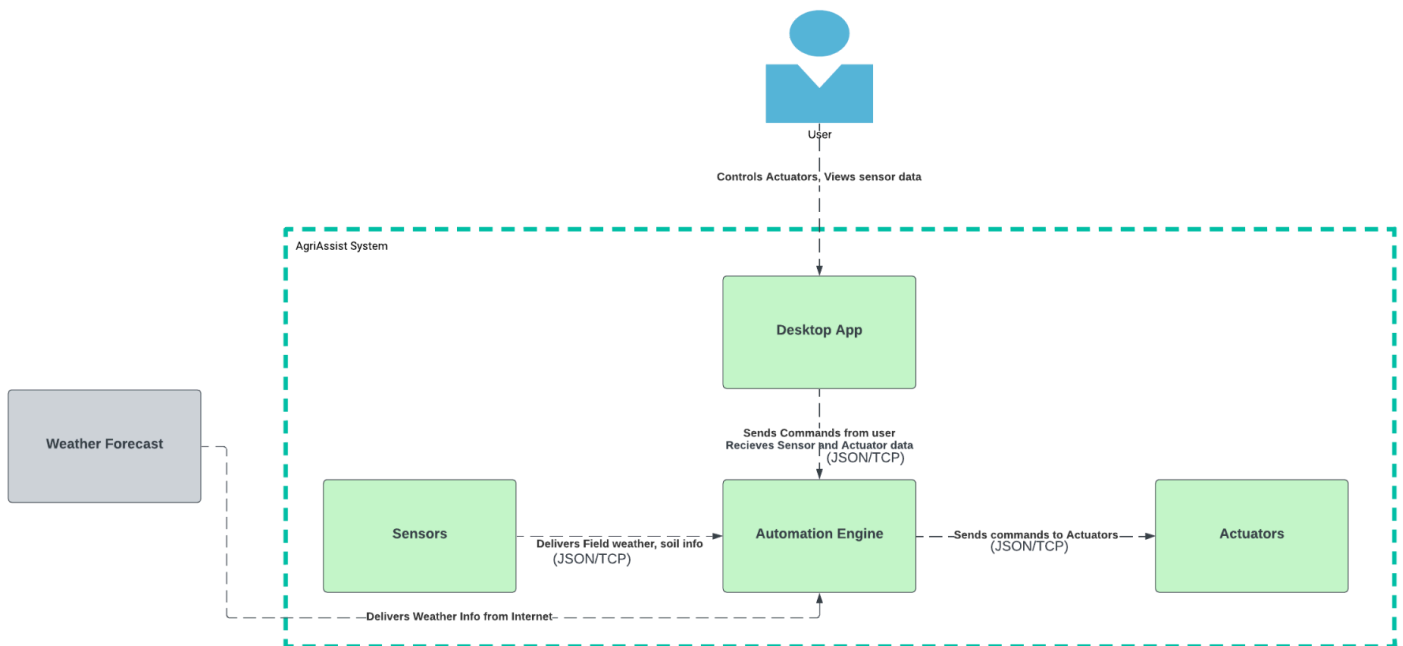 User
Controls Actuators, Views sensor data
AgriAssist System
Desktop App
Weather Forecast
Sends Commands from user
Recieves Sensor and Actuator data
(JSON/TCP)
Sensors
Delivers Field weather, soil info
(JSON/TCP)
Automation Engine
Sends commands to Actuators
(JSON/TCP)
Actuators
Delivers Weather Info from Internet